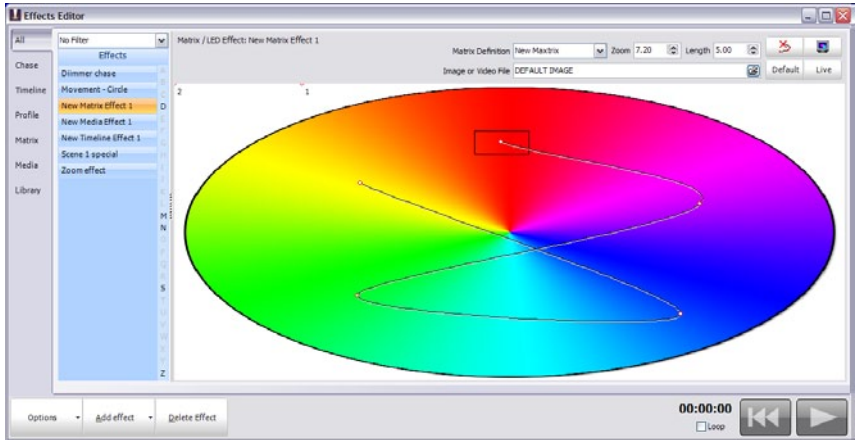 Effects Editor
All
Chase
Timeline
Profile
Matrix
Media
Library
No Filter
Effects
Diimmer chase
Movement - Circle
New Matrix Effect 1
New Media Effect 1
New Timeline Effect 1
Scene 1 special
Zoom effect
D
M
N
S
Z
Matrix / LED Effect: New Matrix Effect 1
Matrix Definition New Maxtrix Zoom 7.20 Length 5.00
Image or Video File DEFAULT IMAGE Default Live
2 1
Options Add effect Delete Effect
00:00:00
Loop